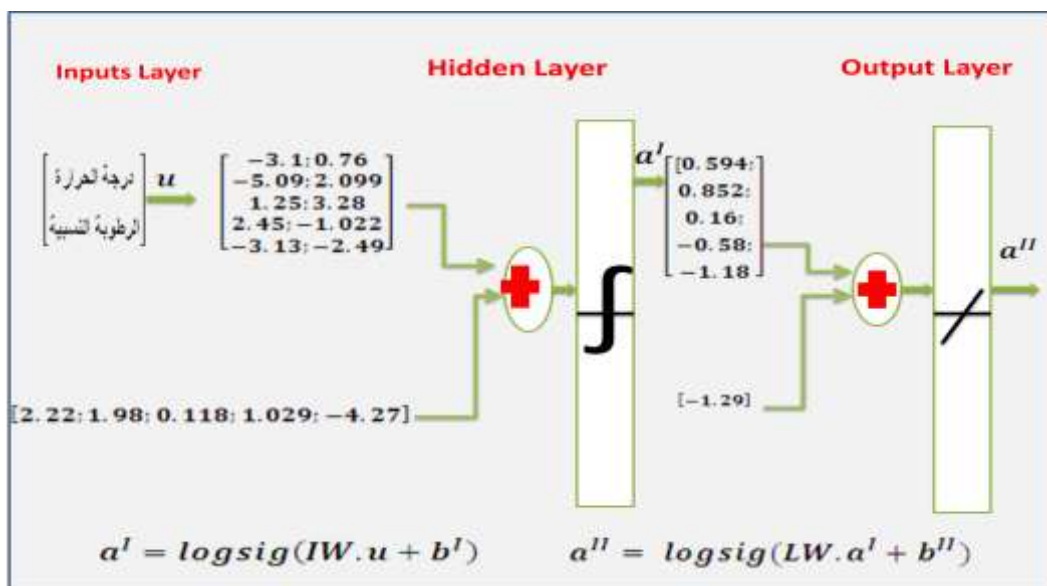 Inputs Layer
Hidden Layer
Output Layer
درجة الحرارة
الرطوبة النسبية
u
−3.1; 0.76
−5.09; 2.099
1.25; 3.28
2.45; −1.022
−3.13; −2.49
[2.22; 1.98; 0.118; 1.029; −4.27]
a^I
[0.594;
0.852;
0.16;
−0.58;
−1.18
[−1.29]
a^II
a^I = logsig(IW.u + b^I)
a^II = logsig(LW.a^I + b^II)